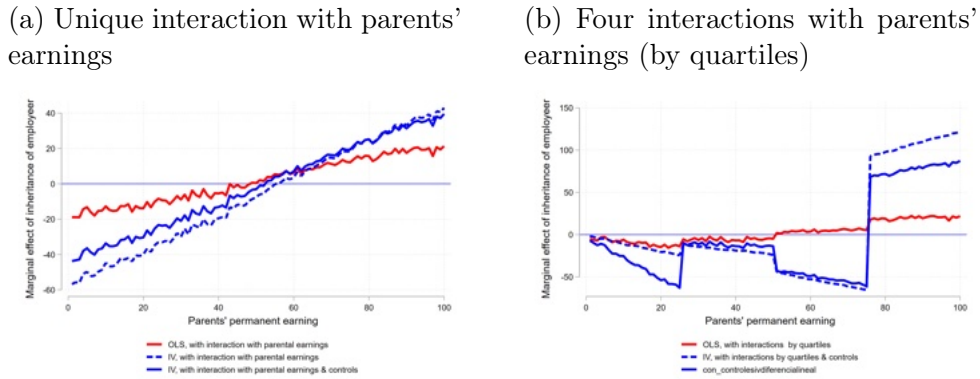 (a) Unique interaction with parents’
earnings
(b) Four interactions with parents’
earnings (by quartiles)
Marginal effect of inheritance of employeer
40
20
0
-20
-40
-60
0
20
40
60
80
100
Parents' permanent earning
OLS, with interaction with parental earnings
IV, with interaction with parental earnings
IV, with interaction with parental earnings & controls
Marginal effect of inheritance of employeer
150
100
50
0
-50
0
20
40
60
80
100
Parents' permanent earning
OLS, with interactions by quartiles
IV, with interactions by quartiles & controls
con_controlesivdiferencialineal